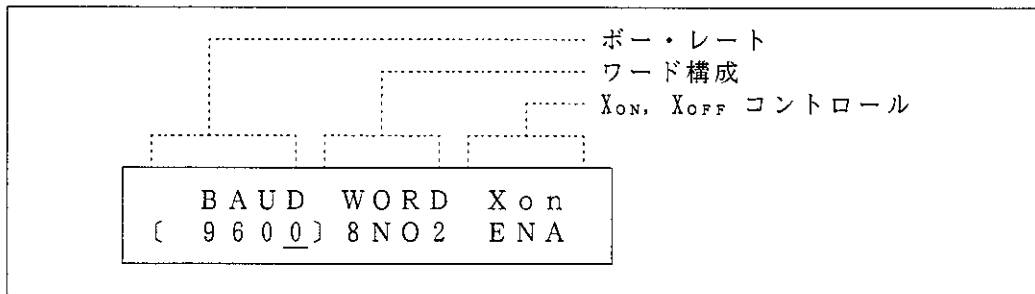 ボー・レート
ワード構成
XON, XOFF コントロール
BAUD WORD Xon
〔 9600〕8NO2 ENA